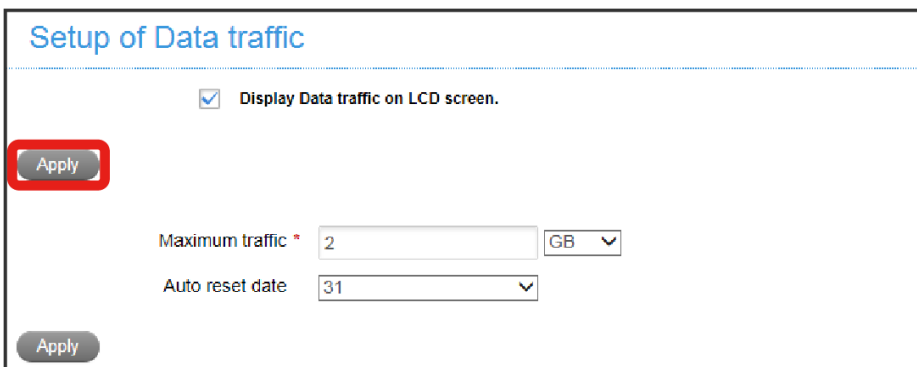 Setup of Data traffic
Display Data traffic on LCD screen.
Apply
Maximum traffic * 2 GB
Auto reset date 31
Apply